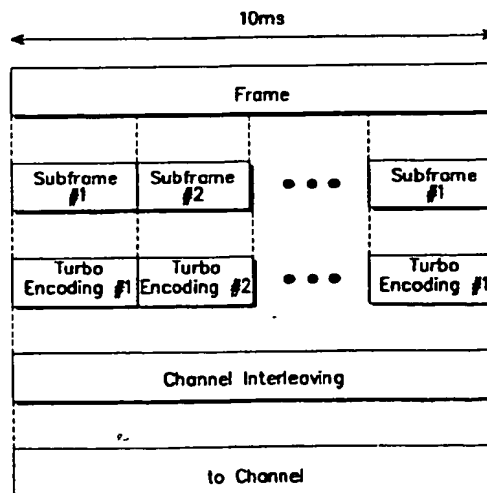 10ms
Frame
Subframe #1
Subframe #2
• • •
Subframe #1
Turbo Encoding #1
Turbo Encoding #2
• • •
Turbo Encoding #1
Channel Interleaving
to Channel